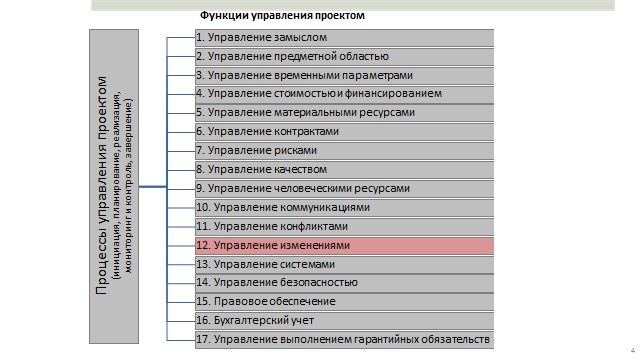 Функции управления проектом
Процессы управления проектом
(инициация, планирование, реализация,
мониторинг и контроль, завершение)
1. Управление замыслом
2. Управление предметной областью
3. Управление временными параметрами
4. Управление стоимостью и финансированием
5. Управление материальными ресурсами
6. Управление контрактами
7. Управление рисками
8. Управление качеством
9. Управление человеческими ресурсами
10. Управление коммуникациями
11. Управление конфликтами
12. Управление изменениями
13. Управление системами
14. Управление безопасностью
15. Правовое обеспечение
16. Бухгалтерский учет
17. Управление выполнением гарантийных обязательств
4